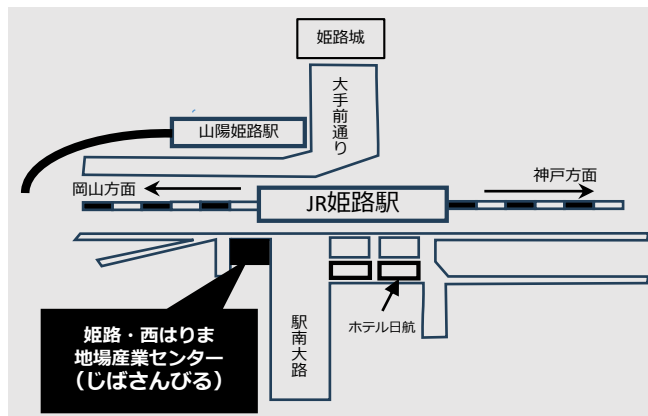 姫路城
大手前通り
山陽姫路駅
岡山方面
神戸方面
JR姫路駅
姫路・西はりま
地場産業センター
(じばさんびる)
駅南大路
ホテル日航